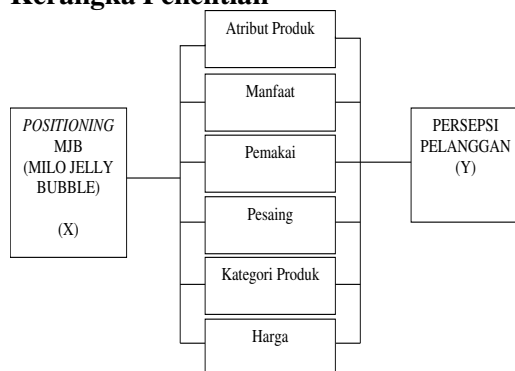 Kerangka Penelitian
Atribut Produk
Manfaat
POSITIONING
MJB
(MILO JELLY
BUBBLE)
(X)
Pemakai
PERSEPSI
PELANGGAN
(Y)
Pesaing
Kategori Produk
Harga